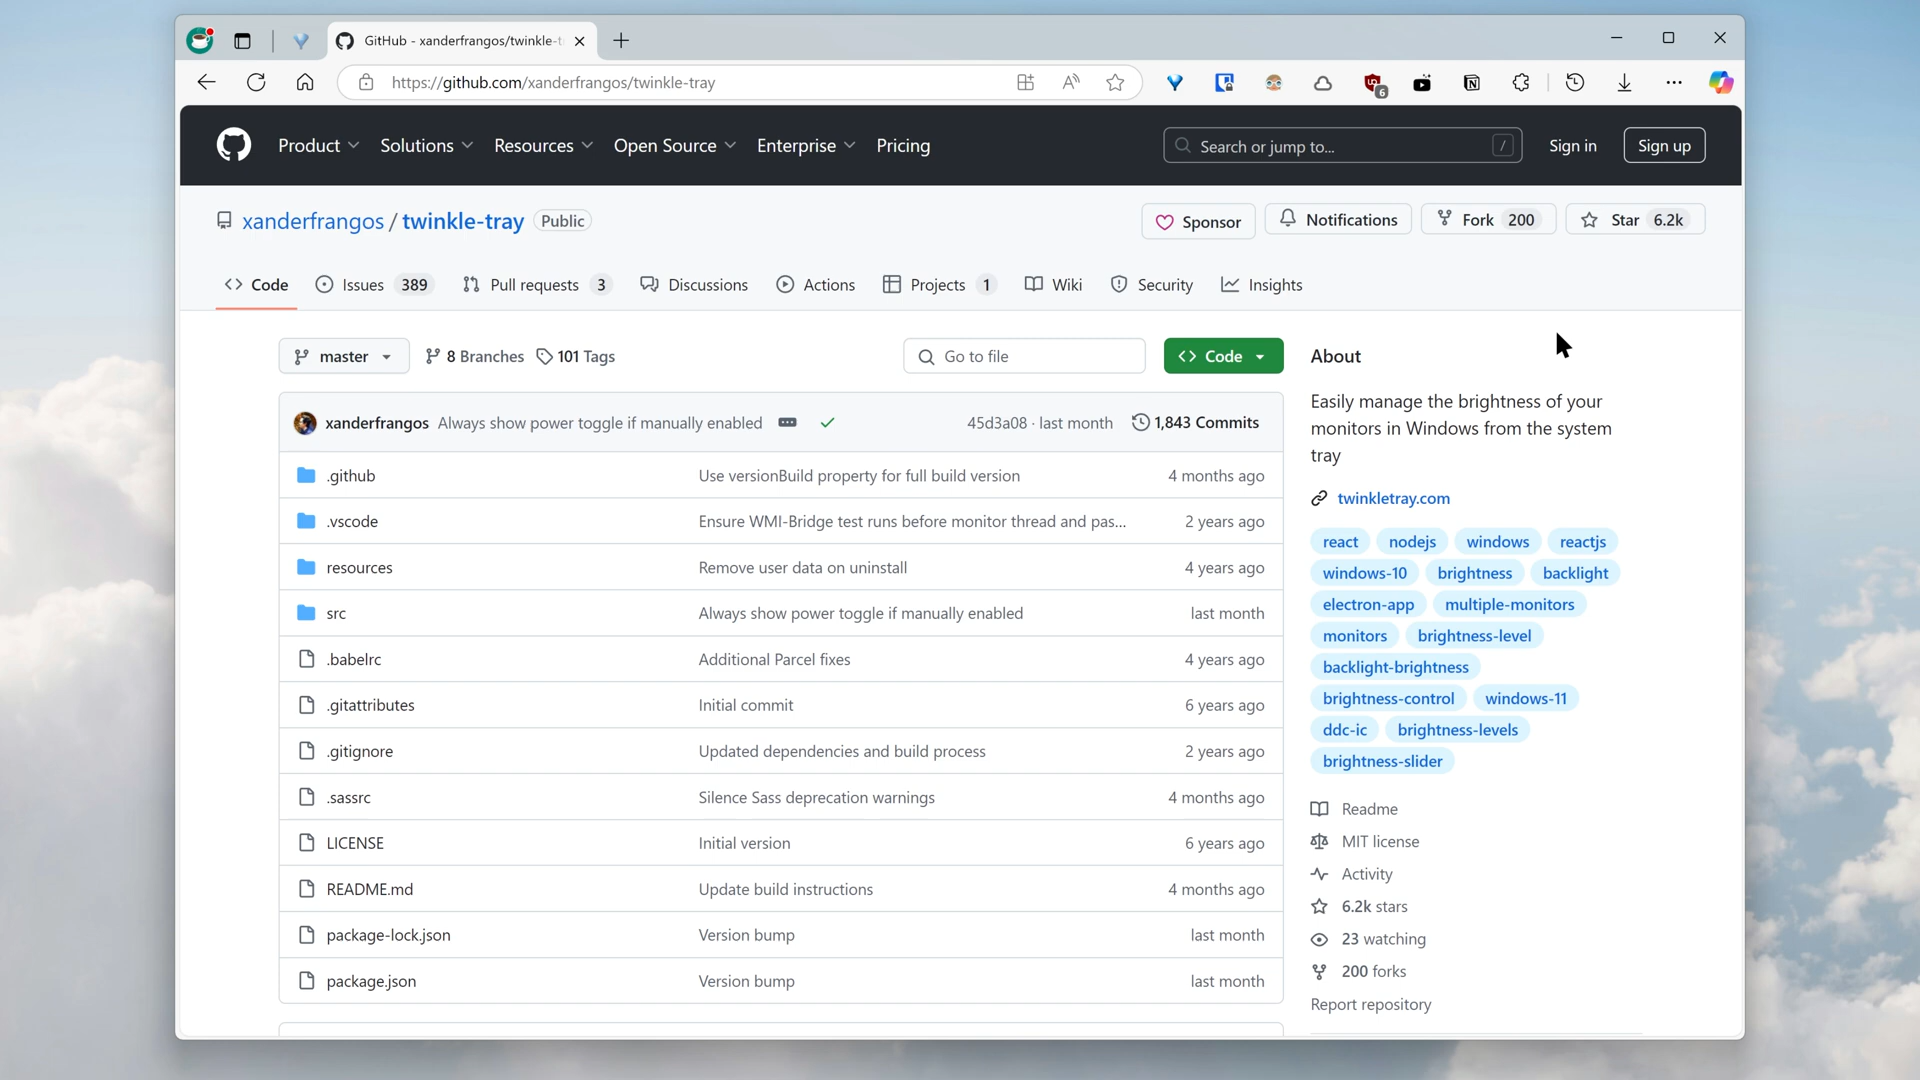 GitHub - xanderfrangos/twinkle-t
https://github.com/xanderfrangos/twinkle-tray
6
Product Solutions Resources Open Source Enterprise Pricing Search or jump to... / Sign in Sign up
xanderfrangos / twinkle-tray Public Sponsor Notifications Fork 200 Star 6.2k
Code Issues 389 Pull requests 3 Discussions Actions Projects 1 Wiki Security Insights
master 8 Branches 101 Tags Go to file Code
xanderfrangos Always show power toggle if manually enabled 45d3a08 · last month 1,843 Commits
.github Use versionBuild property for full build version 4 months ago
.vscode Ensure WMI-Bridge test runs before monitor thread and pas... 2 years ago
resources Remove user data on uninstall 4 years ago
src Always show power toggle if manually enabled last month
.babelrc Additional Parcel fixes 4 years ago
.gitattributes Initial commit 6 years ago
.gitignore Updated dependencies and build process 2 years ago
.sassrc Silence Sass deprecation warnings 4 months ago
LICENSE Initial version 6 years ago
README.md Update build instructions 4 months ago
package-lock.json Version bump last month
package.json Version bump last month
About
Easily manage the brightness of your
monitors in Windows from the system
tray
twinkletray.com
react nodejs windows reactjs
windows-10 brightness backlight
electron-app multiple-monitors
monitors brightness-level
backlight-brightness
brightness-control windows-11
ddc-ic brightness-levels
brightness-slider
Readme
MIT license
Activity
6.2k stars
23 watching
200 forks
Report repository